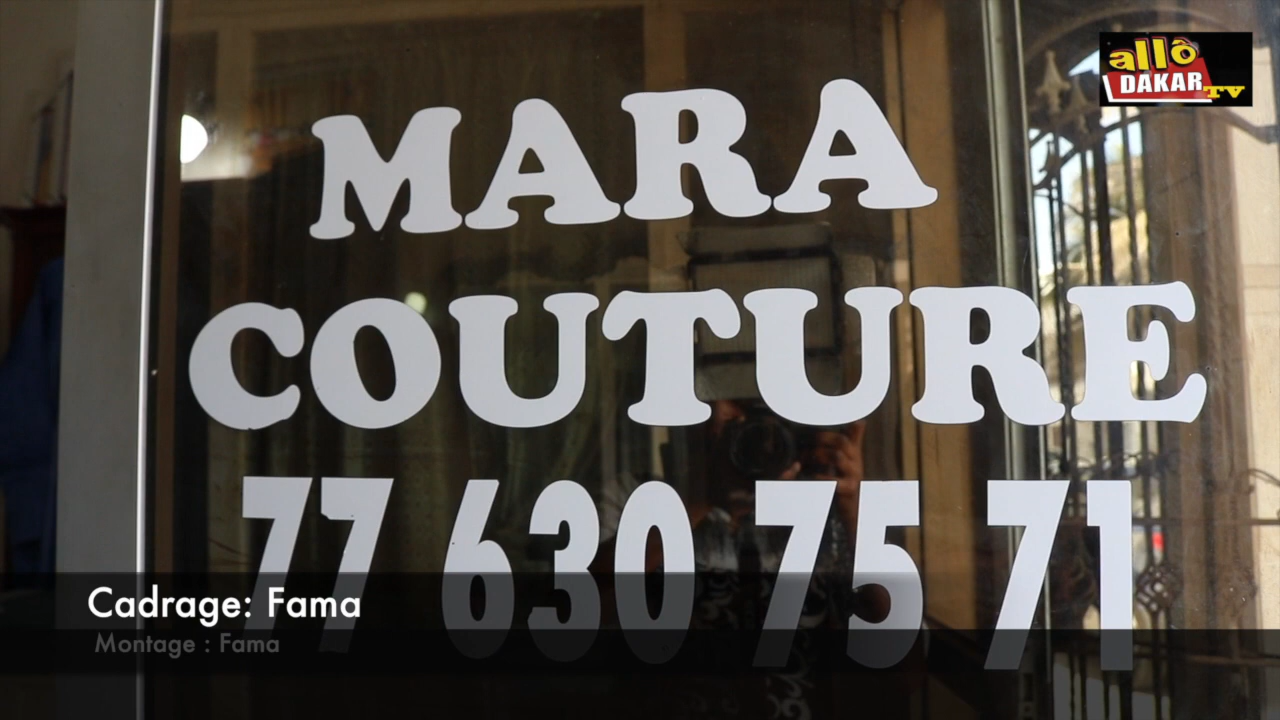 allô
DAKAR
TV
MARA
COUTURE
77 630 75 71
Cadrage: Fama
Montage : Fama